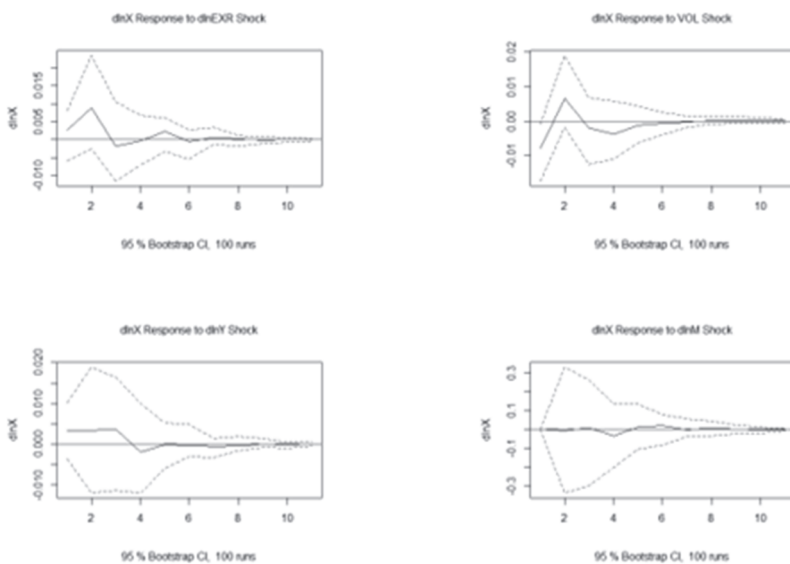 dlnX Response to dlnEXR Shock
dlnX
0.015
0.005
-0.010
2 4 6 8 10
95 % Bootstrap CI, 100 runs
dlnX Response to VOL Shock
dlnX
0.02
0.01
0.00
-0.01
2 4 6 8 10
95 % Bootstrap CI, 100 runs
dlnX Response to dlnY Shock
dlnX
0.020
0.010
0.000
-0.010
2 4 6 8 10
95 % Bootstrap CI, 100 runs
dlnX Response to dlnM Shock
dlnX
0.3
0.1
-0.1
-0.3
2 4 6 8 10
95 % Bootstrap CI, 100 runs